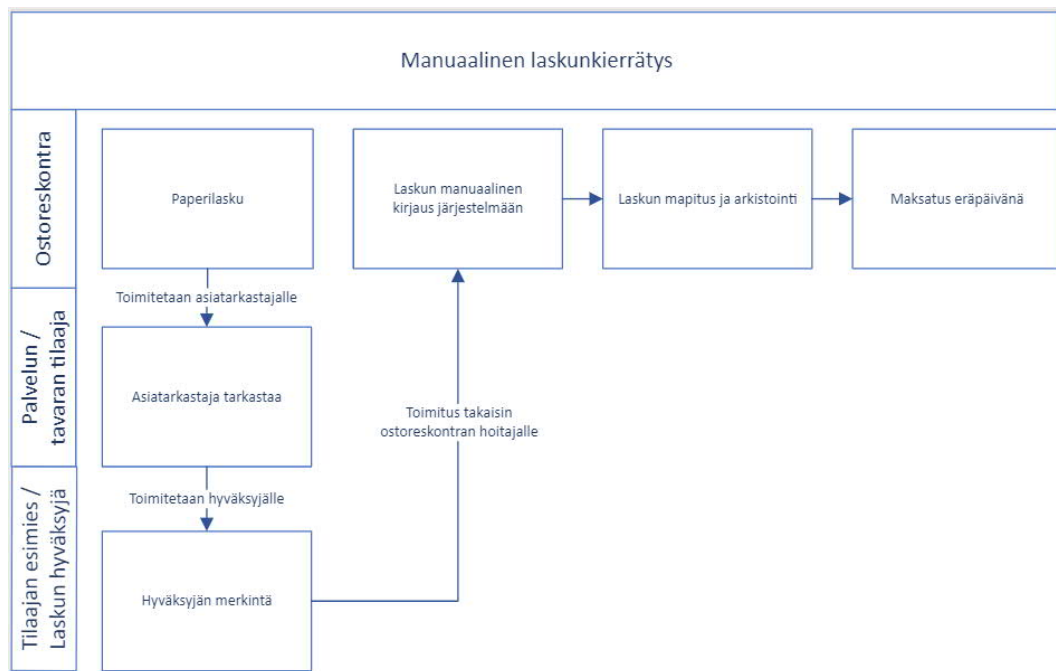 Manuaalinen laskunkierrätys
Ostoreskontra
Paperilasku
Laskun manuaalinen
kirjaus järjestelmään
Laskun mapitus ja arkistointi
Maksatus eräpäivänä
Toimitetaan asiatarkastajalle
Palvelun /
tavaran tilaaja
Asiatarkastaja tarkastaa
Toimitus takaisin
ostoreskontran hoitajalle
Toimitetaan hyväksyjälle
Tilaajan esimies /
Laskun hyväksyjä
Hyväksyjän merkintä